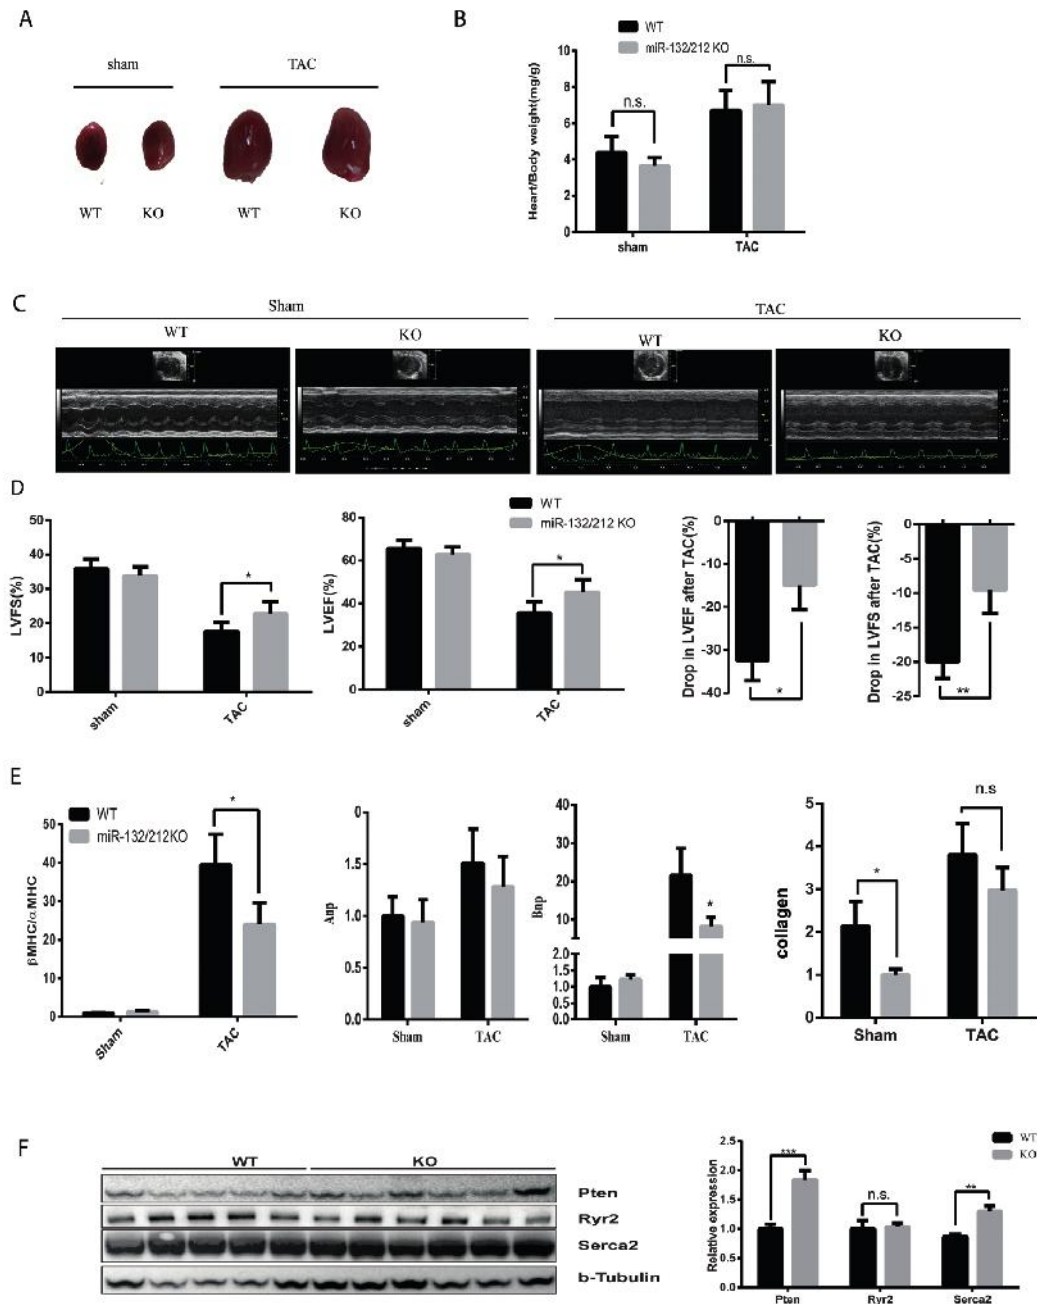 A
sham TAC
WT KO WT KO
B
WT
miR-132/212 KO
Heart/Body weight(mg/g)
10
8
6
4
2
0
n.s.
n.s.
sham TAC
C
Sham TAC
WT KO WT KO
D
WT
miR-132/212 KO
LVFS(%)
50
40
30
20
10
0
*
sham TAC
LVEF(%)
80
60
40
20
0
*
sham TAC
Drop in LVEF after TAC(%)
0
-10
-20
-30
-40
*
Drop in LVFS after TAC(%)
0
-5
-10
-15
-20
-25
**
E
WT
miR-132/212KO
βMHC/αMHC
50
40
30
20
10
0
*
Sham TAC
Anp
0
1.5
1.0
0.5
0.0
Sham TAC
Bnp
40
30
20
10
2.0
1.5
1.0
0.5
0.0
*
Sham TAC
collagen
5
4
3
2
1
0
*
n.s
Sham TAC
F
WT KO
Pten
Ryr2
Serca2
b-Tubulin
WT
KO
Relative expression
2.5
2.0
1.5
1.0
0.5
0.0
***
n.s.
**
Pten Ryr2 Serca2